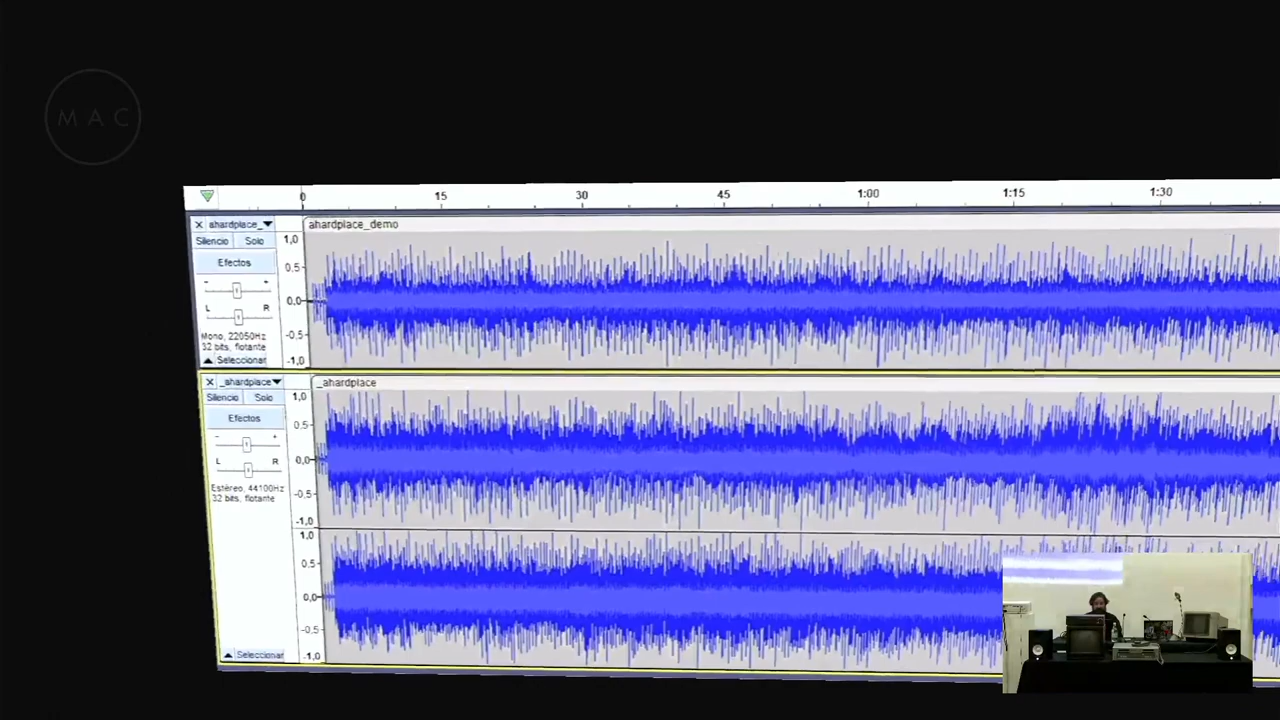 MAC
0 15 30 45 1:00 1:15 1:30
ahardplace_ ahardplace_demo
Silencio Solo
Efectos
- +
L R
Mono, 22050Hz
32 bits, flotante
Seleccionar
1,0
0,5
0,0
-0,5
-1,0
_ahardplace _ahardplace
Silencio Solo
Efectos
- +
L R
Estéreo, 44100Hz
32 bits, flotante
Seleccionar
1,0
0,5
0,0
-0,5
-1,0
1,0
0,5
0,0
-0,5
-1,0